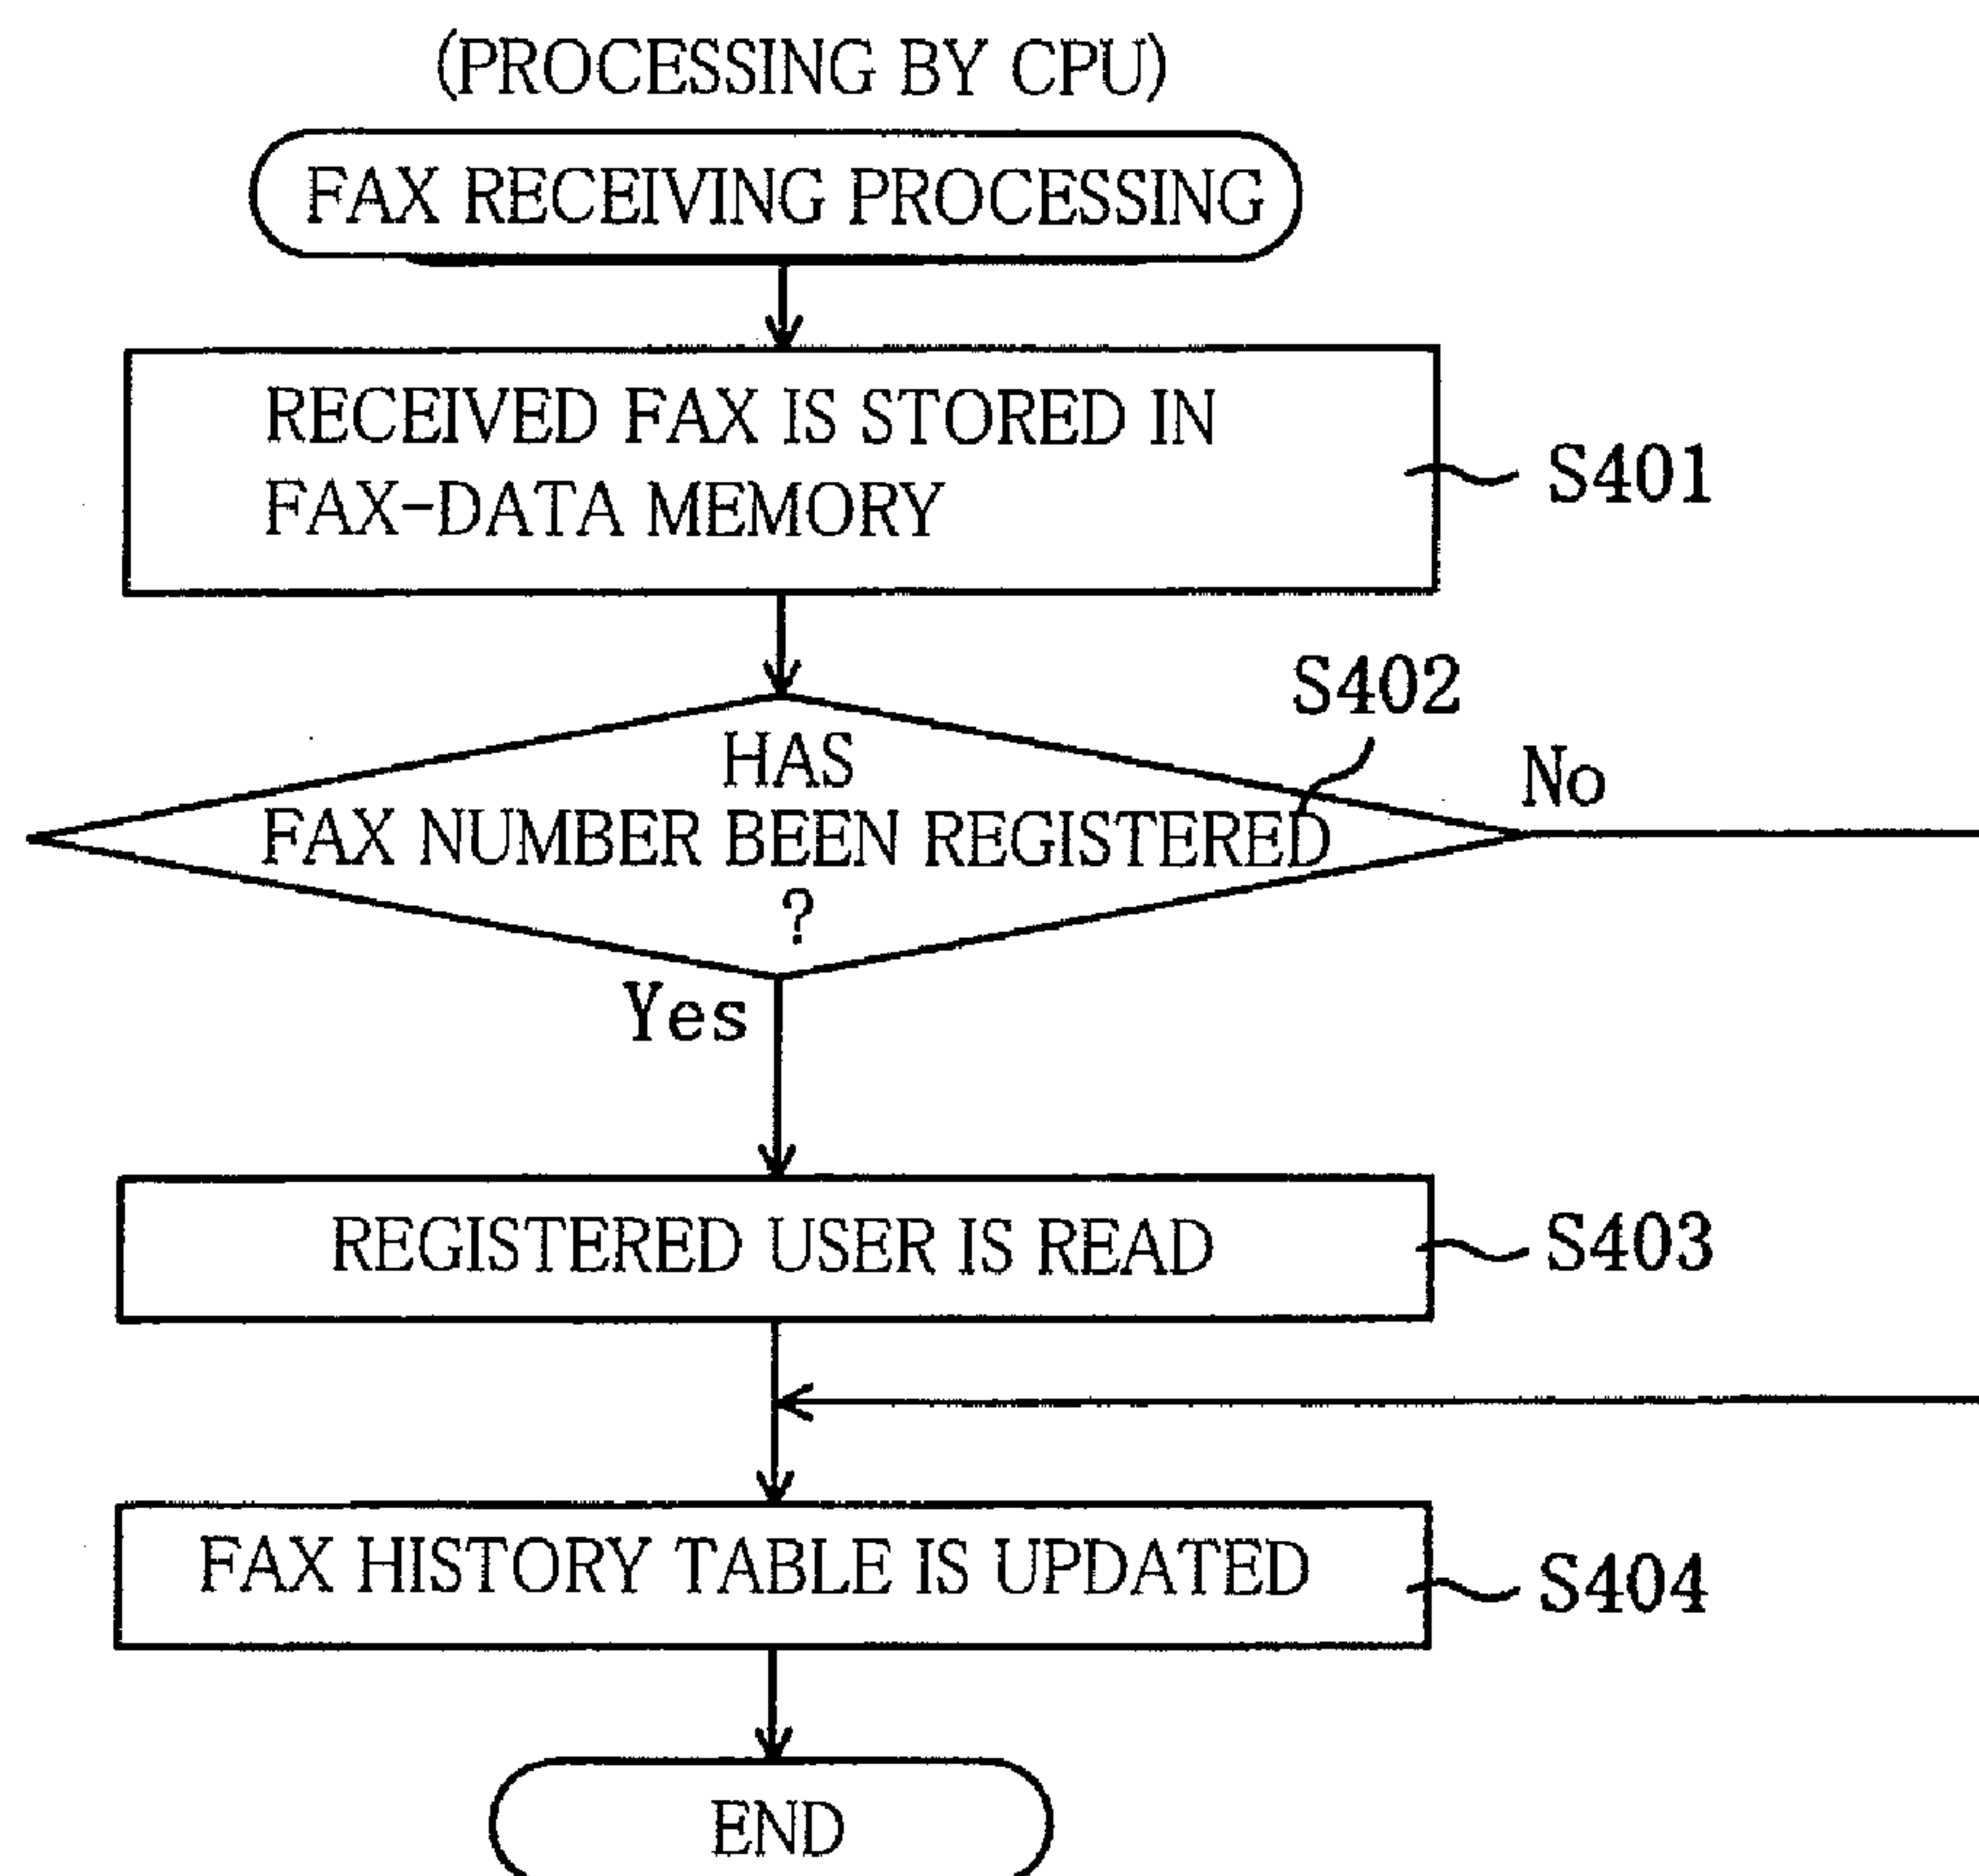 (PROCESSING BY CPU)
FAX RECEIVING PROCESSING
RECEIVED FAX IS STORED IN
FAX-DATA MEMORY
S401
S402
HAS
FAX NUMBER BEEN REGISTERED
?
No
Yes
REGISTERED USER IS READ
S403
FAX HISTORY TABLE IS UPDATED
S404
END